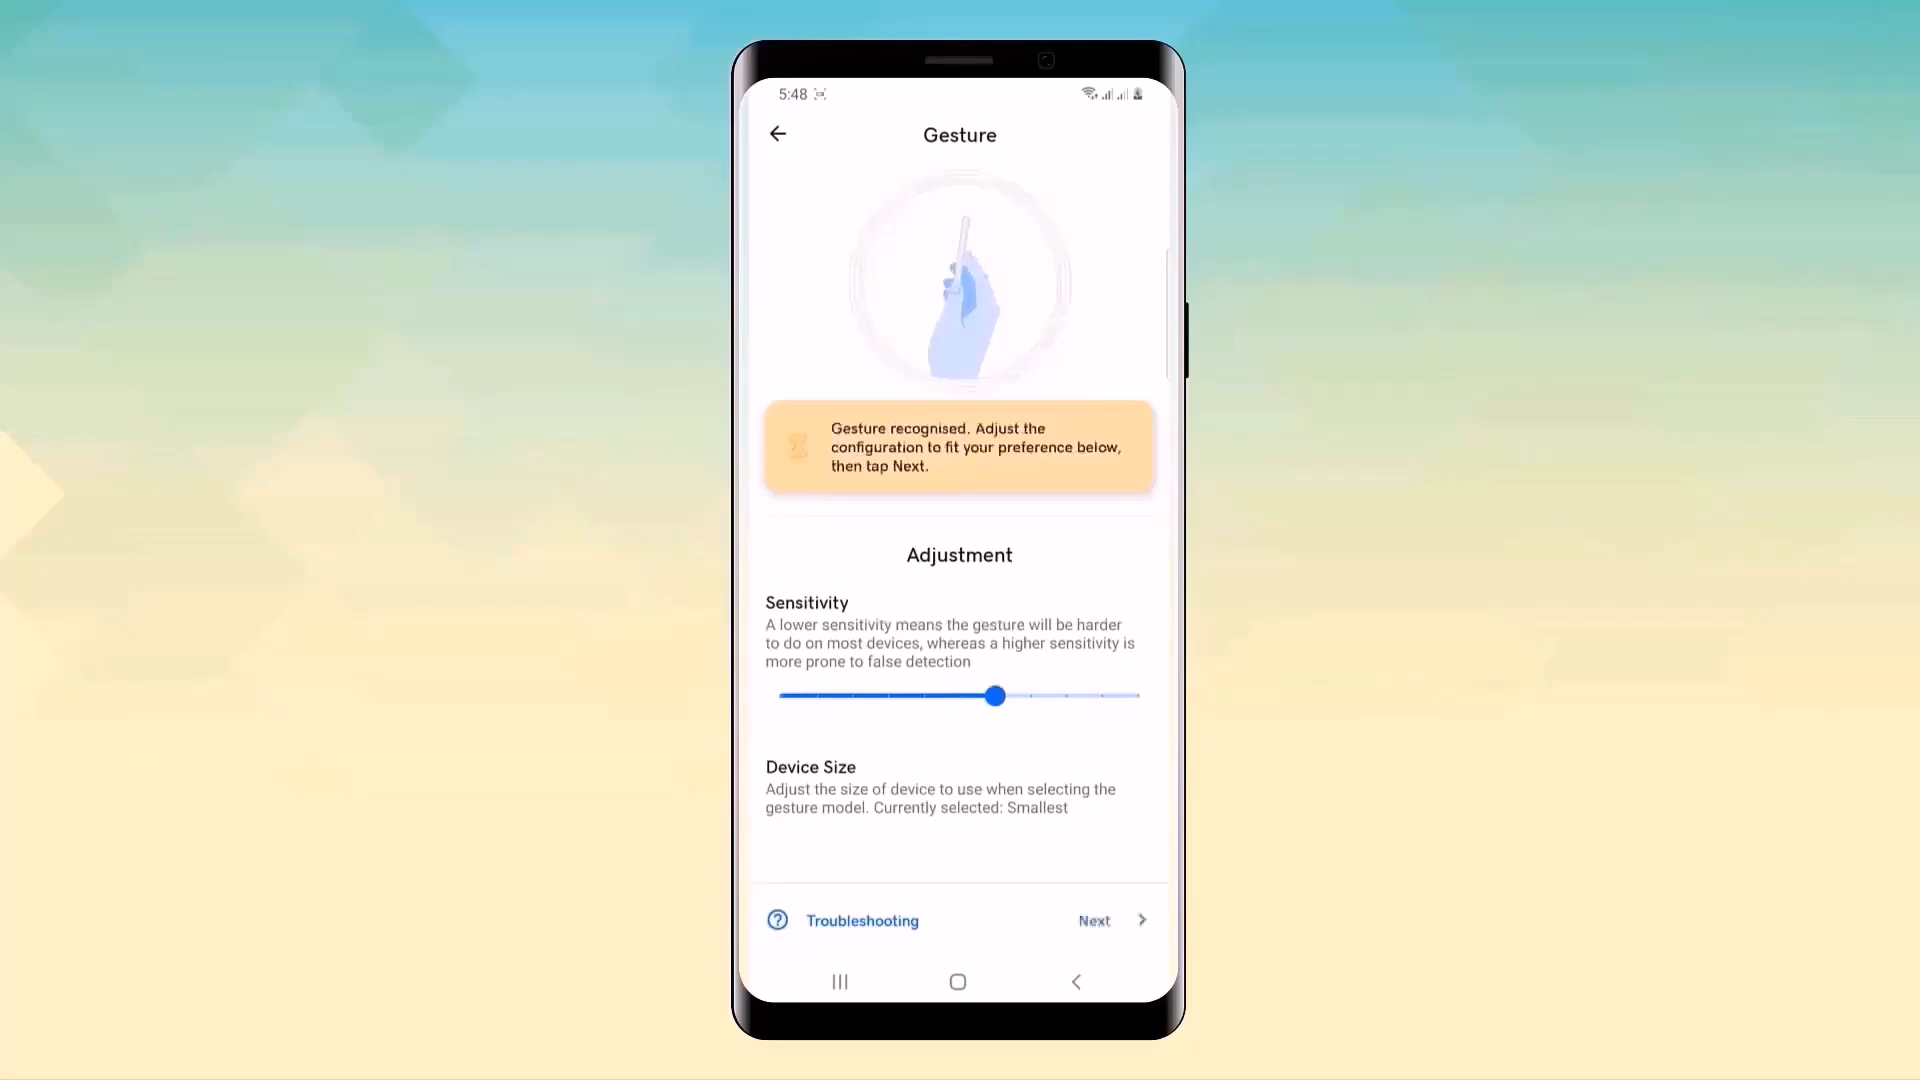 5:48
Gesture
Gesture recognised. Adjust the
configuration to fit your preference below,
then tap Next.
Adjustment
Sensitivity
A lower sensitivity means the gesture will be harder
to do on most devices, whereas a higher sensitivity is
more prone to false detection
Device Size
Adjust the size of device to use when selecting the
gesture model. Currently selected: Smallest
Troubleshooting
Next